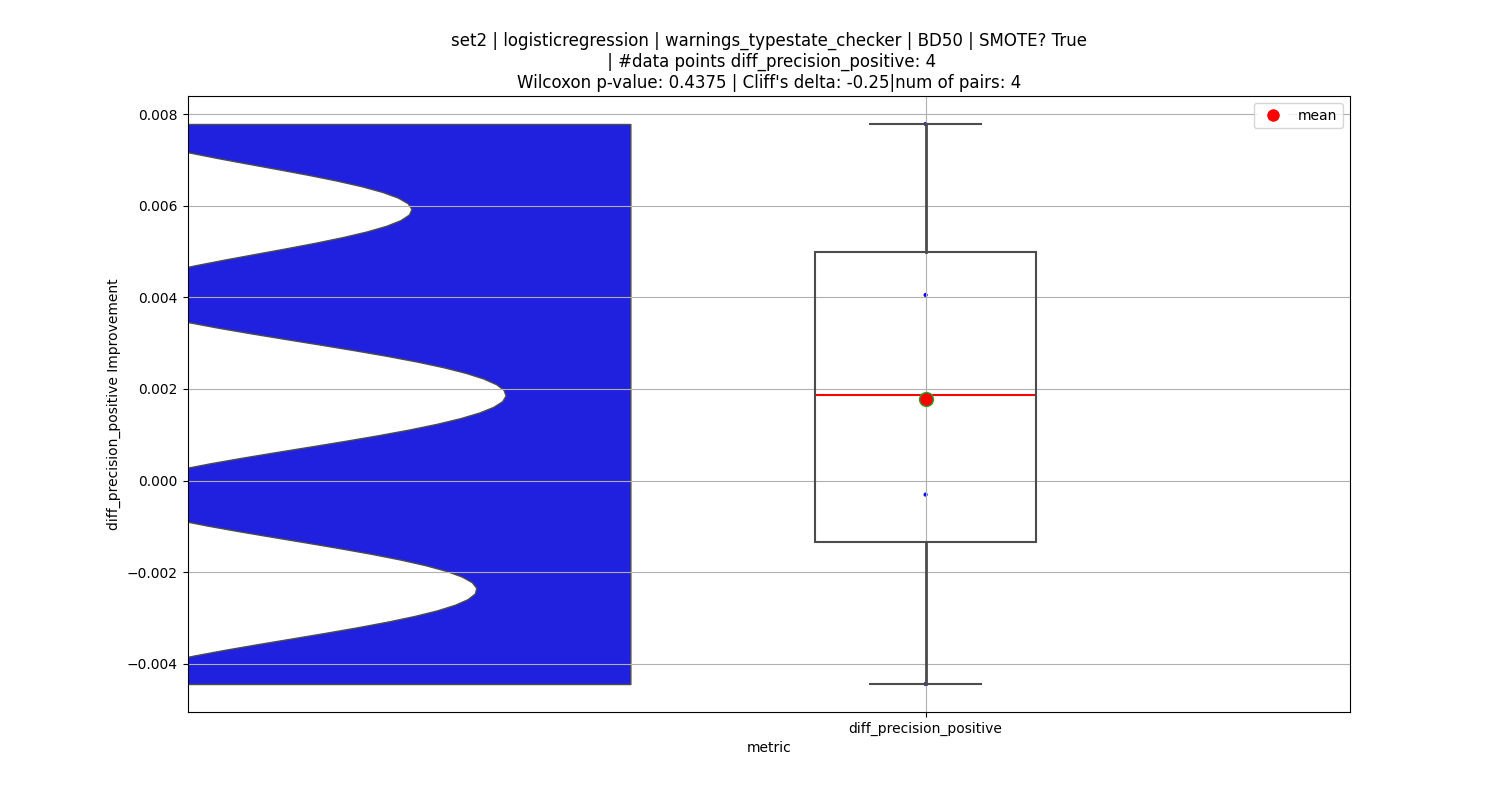 set2 | logisticregression | warnings_typestate_checker | BD50 | SMOTE? True
| #data points diff_precision_positive: 4
Wilcoxon p-value: 0.4375 | Cliff's delta: -0.25|num of pairs: 4
mean
0.008
0.006
0.004
0.002
0.000
−0.002
−0.004
diff_precision_positive Improvement
diff_precision_positive
metric